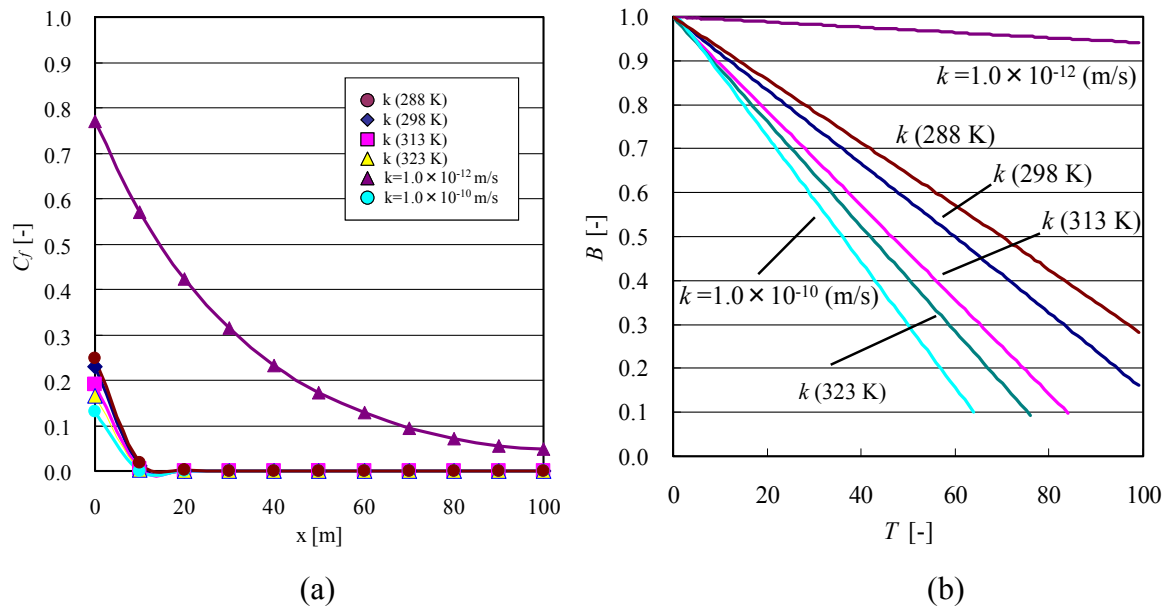 1.0
0.9
0.8
0.7
0.6
0.5
0.4
0.3
0.2
0.1
0.0
C_f [-]
0
20
40
60
80
100
x [m]
k (288 K)
k (298 K)
k (313 K)
k (323 K)
k=1.0×10⁻¹² m/s
k=1.0×10⁻¹⁰ m/s
(a)
1.0
0.9
0.8
0.7
0.6
0.5
0.4
0.3
0.2
0.1
0.0
B [-]
0
20
40
60
80
100
T [-]
k =1.0×10⁻¹² (m/s)
k (288 K)
k (298 K)
k (313 K)
k =1.0×10⁻¹⁰ (m/s)
k (323 K)
(b)